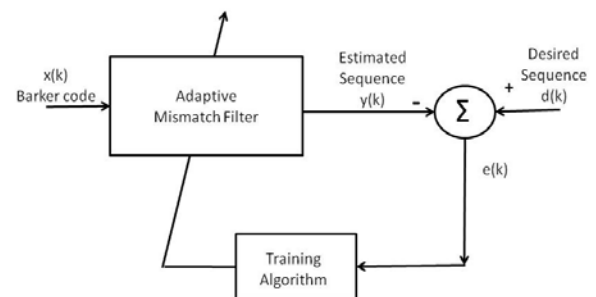 x(k)
Barker code
Adaptive
Mismatch Filter
Estimated
Sequence
y(k)
-
Σ
+
Desired
Sequence
d(k)
e(k)
Training
Algorithm